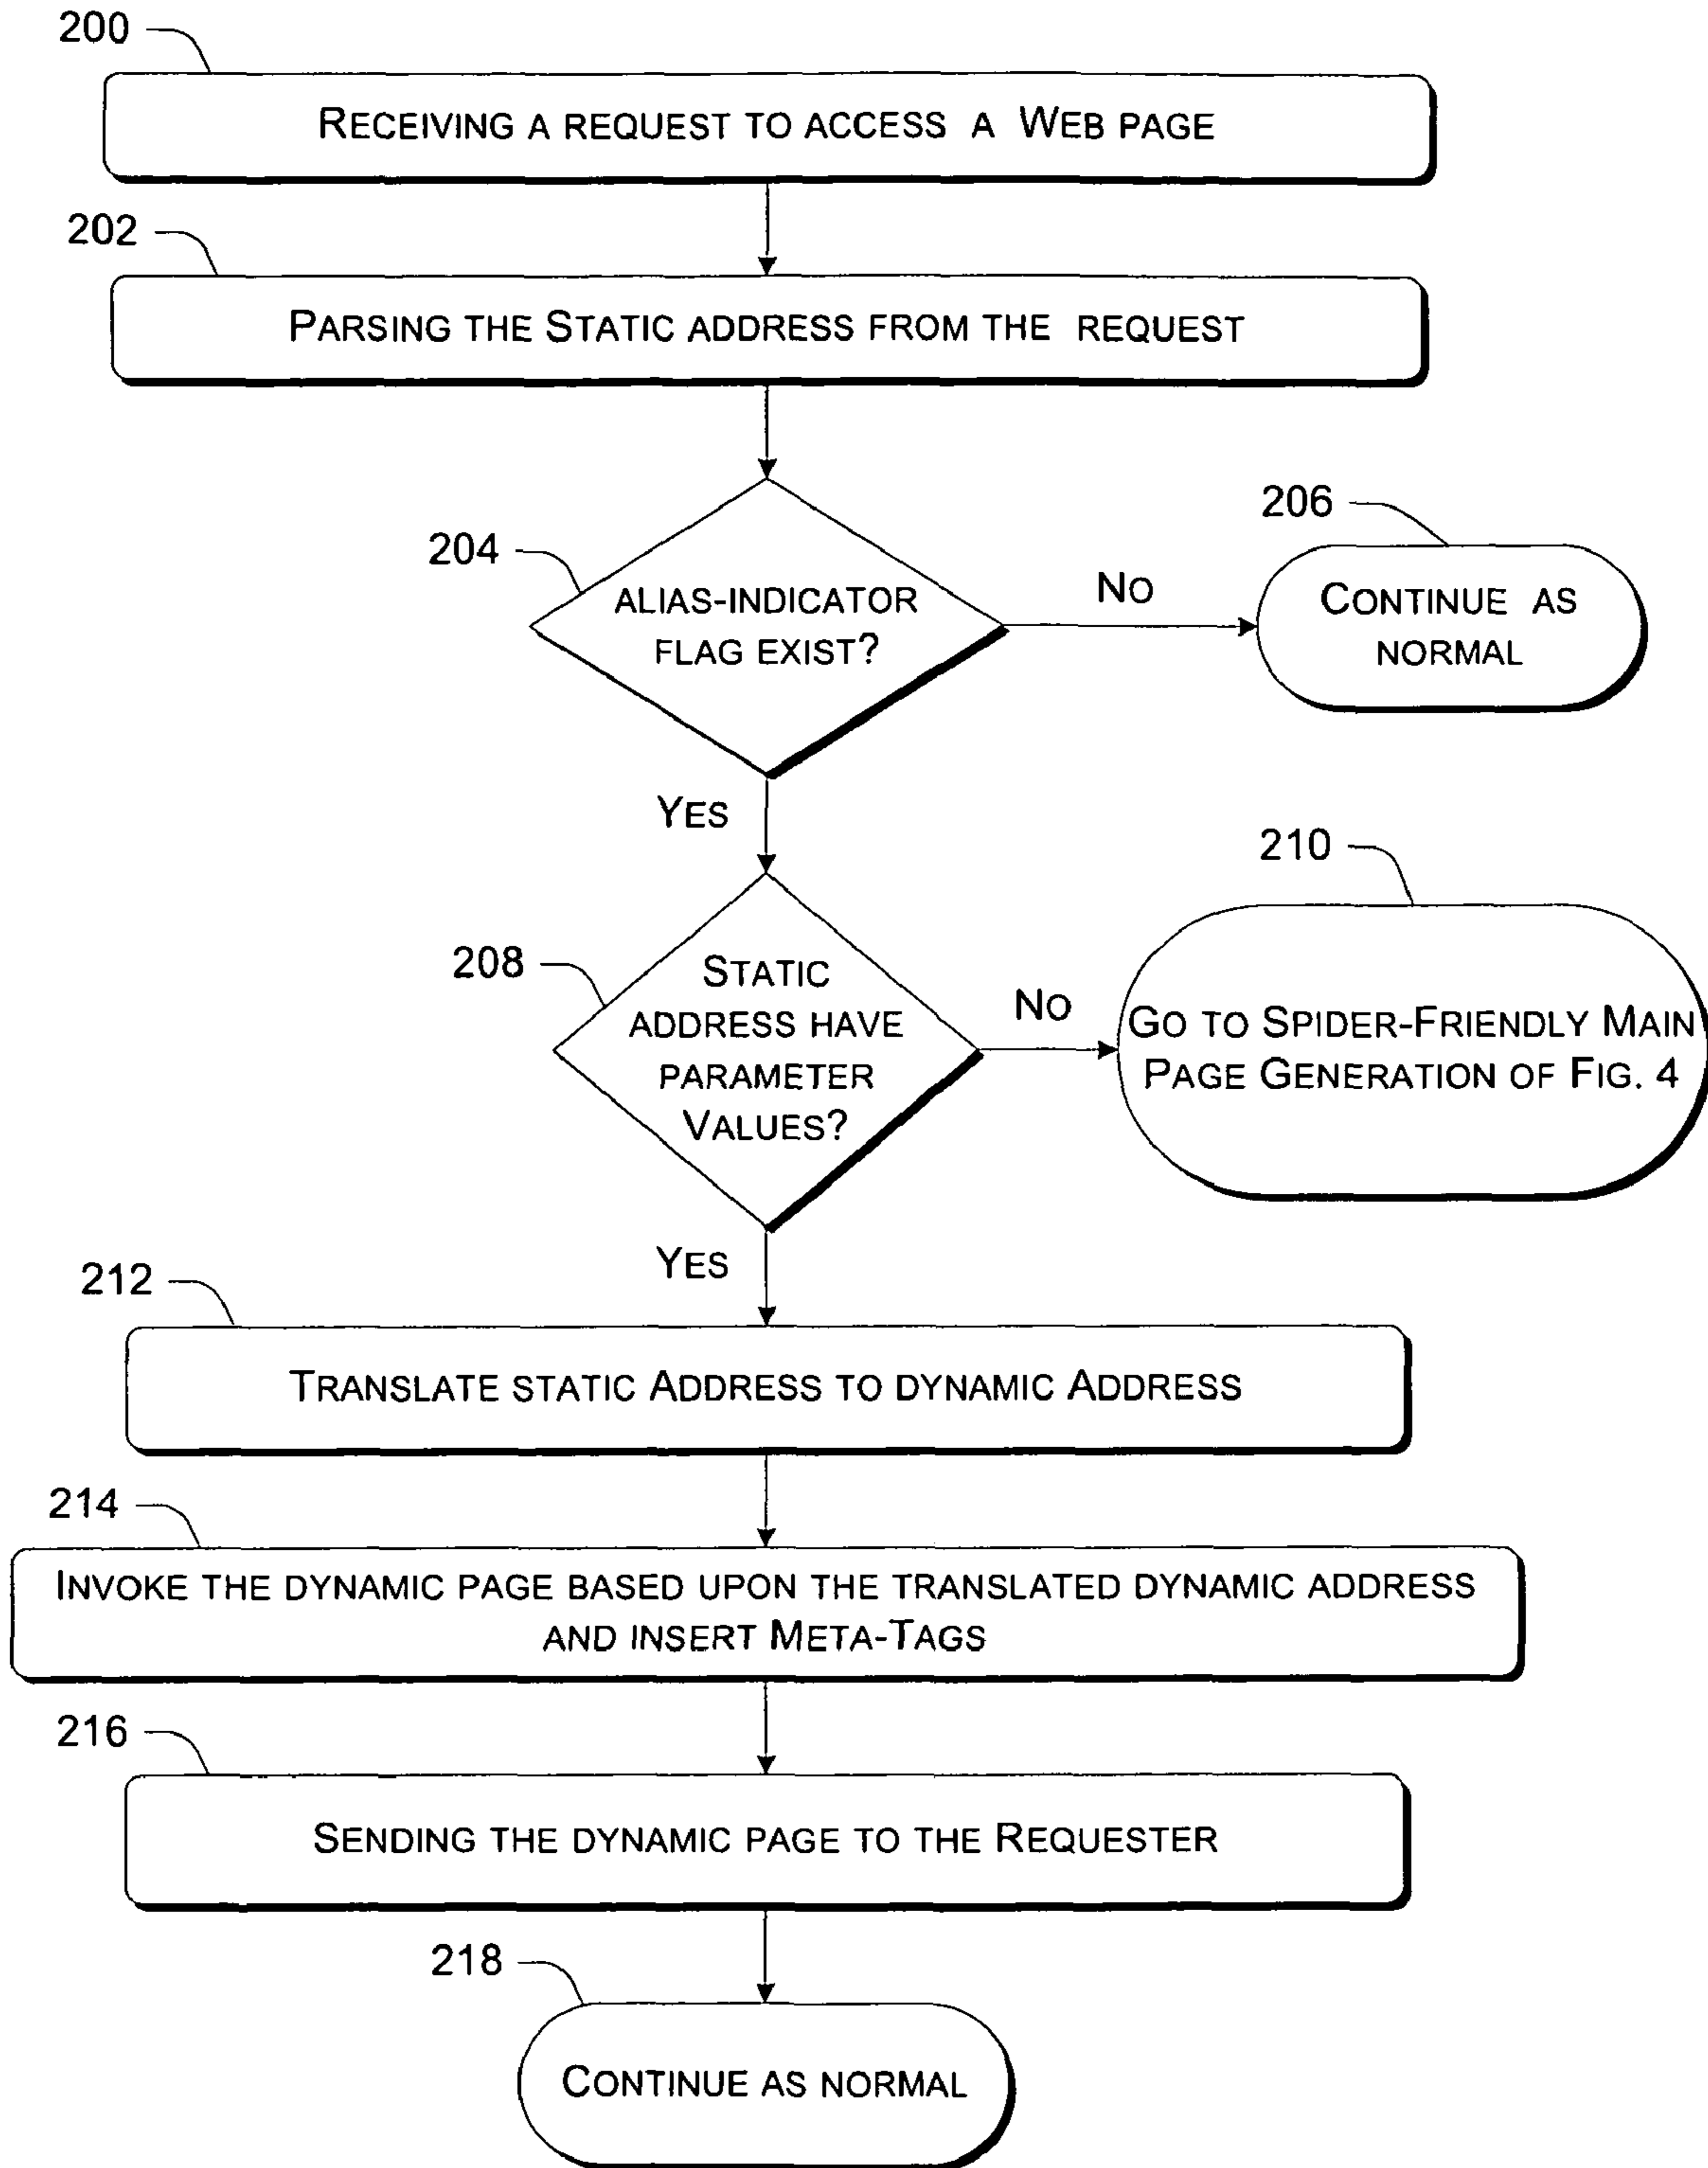 200
RECEIVING A REQUEST TO ACCESS A WEB PAGE
202
PARSING THE STATIC ADDRESS FROM THE REQUEST
204
ALIAS-INDICATOR
FLAG EXIST?
NO
206
CONTINUE AS
NORMAL
YES
208
STATIC
ADDRESS HAVE
PARAMETER
VALUES?
NO
210
GO TO SPIDER-FRIENDLY MAIN
PAGE GENERATION OF FIG. 4
YES
212
TRANSLATE STATIC ADDRESS TO DYNAMIC ADDRESS
214
INVOKE THE DYNAMIC PAGE BASED UPON THE TRANSLATED DYNAMIC ADDRESS
AND INSERT META-TAGS
216
SENDING THE DYNAMIC PAGE TO THE REQUESTER
218
CONTINUE AS NORMAL